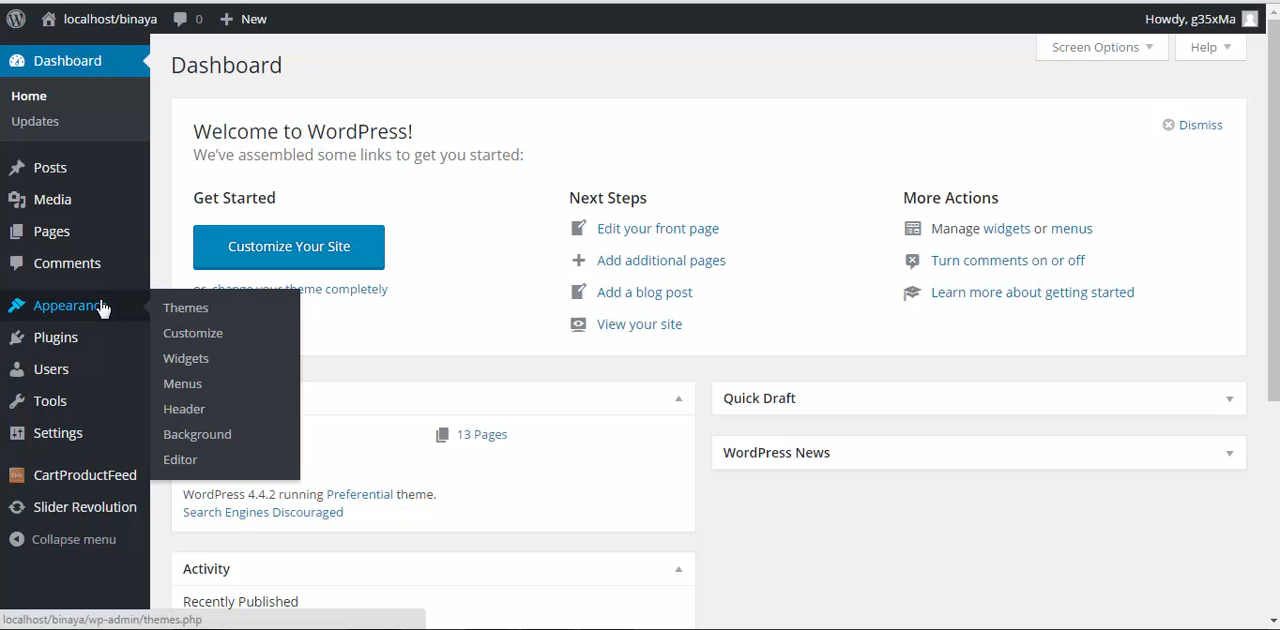 localhost/binaya 0 New Howdy, g35xMa
Screen Options Help
Dashboard
Home
Updates
Posts
Media
Pages
Comments
Appearanc
Plugins
Users
Tools
Settings
CartProductFeed
Slider Revolution
Collapse menu
Themes
Customize
Widgets
Menus
Header
Background
Editor
Dashboard
Welcome to WordPress!
We've assembled some links to get you started:
Dismiss
Get Started
Customize Your Site
or, change your theme completely
Next Steps
Edit your front page
Add additional pages
Add a blog post
View your site
More Actions
Manage widgets or menus
Turn comments on or off
Learn more about getting started
13 Pages
WordPress 4.4.2 running Preferential theme.
Search Engines Discouraged
Activity
Recently Published
Quick Draft
WordPress News
localhost/binaya/wp-admin/themes.php